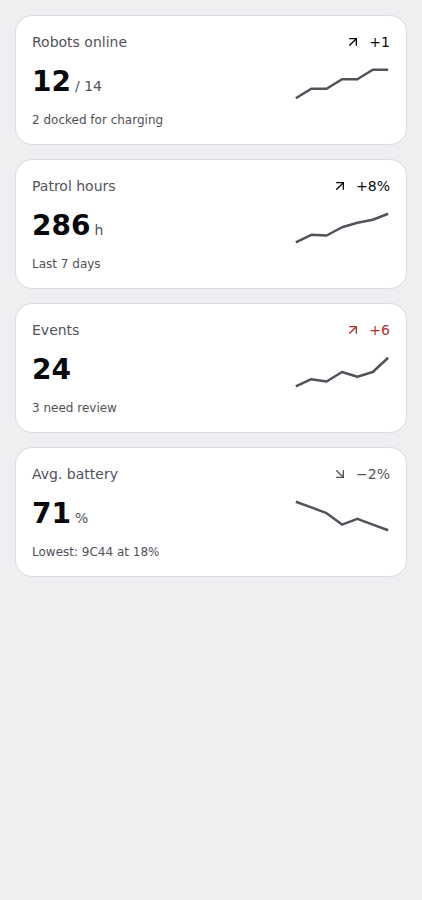 Robots online +1
12 / 14
2 docked for charging
Patrol hours +8%
286 h
Last 7 days
Events +6
24
3 need review
Avg. battery −2%
71 %
Lowest: 9C44 at 18%